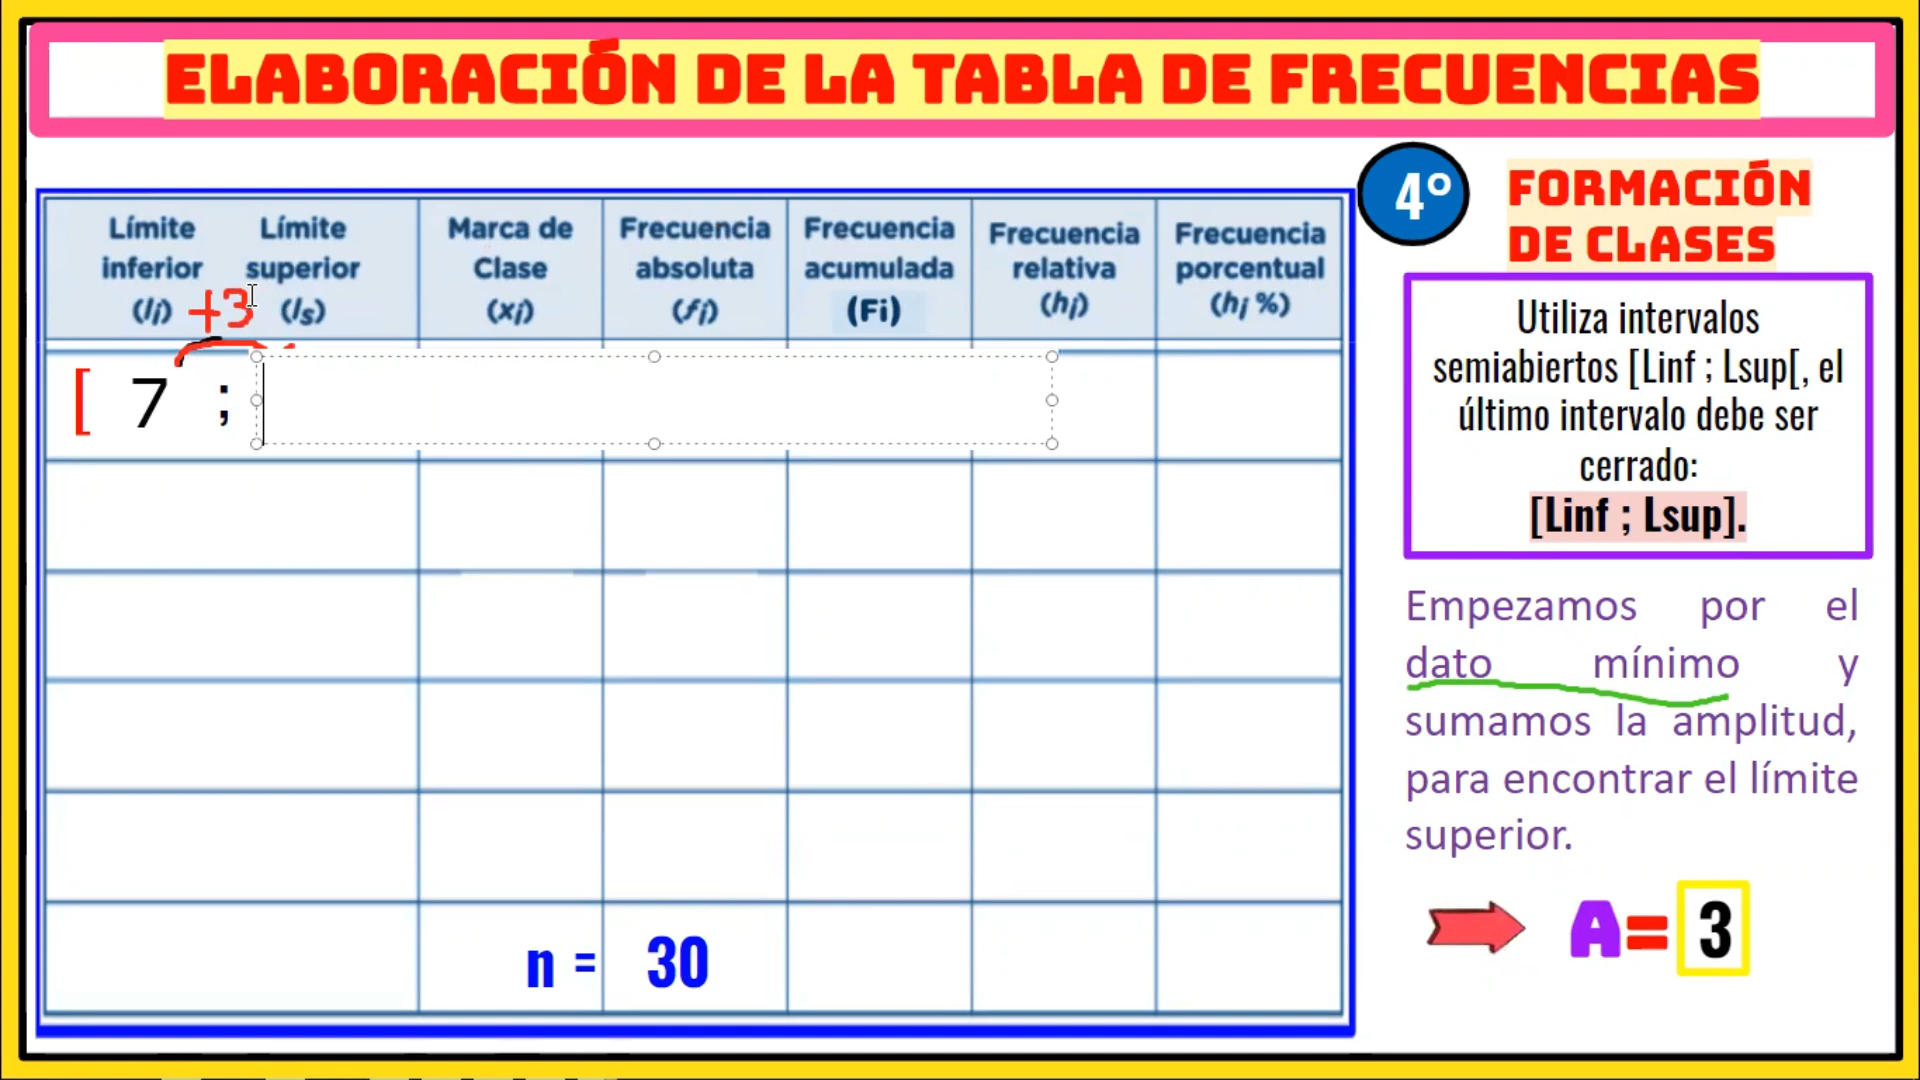 ELABORACIÓN DE LA TABLA DE FRECUENCIAS
Límite inferior (li)
Límite superior (ls)
Marca de Clase (xi)
Frecuencia absoluta (fi)
Frecuencia acumulada (Fi)
Frecuencia relativa (hi)
Frecuencia porcentual (hi %)
+3
[ 7 ;
n = 30
4º
FORMACIÓN
DE CLASES
Utiliza intervalos
semiabiertos [Linf ; Lsup[, el
último intervalo debe ser
cerrado:
[Linf ; Lsup].
Empezamos por el
dato mínimo y
sumamos la amplitud,
para encontrar el límite
superior.
A= 3